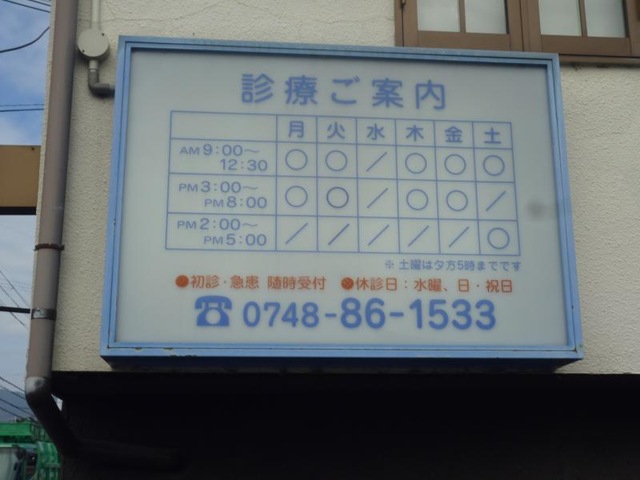 診療ご案内
月 火 水 木 金 土
AM 9:00～12:30 ○ ○ ／ ○ ○ ○
PM 3:00～PM 8:00 ○ ○ ／ ○ ○ ／
PM 2:00～PM 5:00 ／ ／ ／ ／ ／ ○
※ 土曜は夕方5時までです
●初診・急患 随時受付 ●休診日：水曜、日・祝日
☎ 0748-86-1533